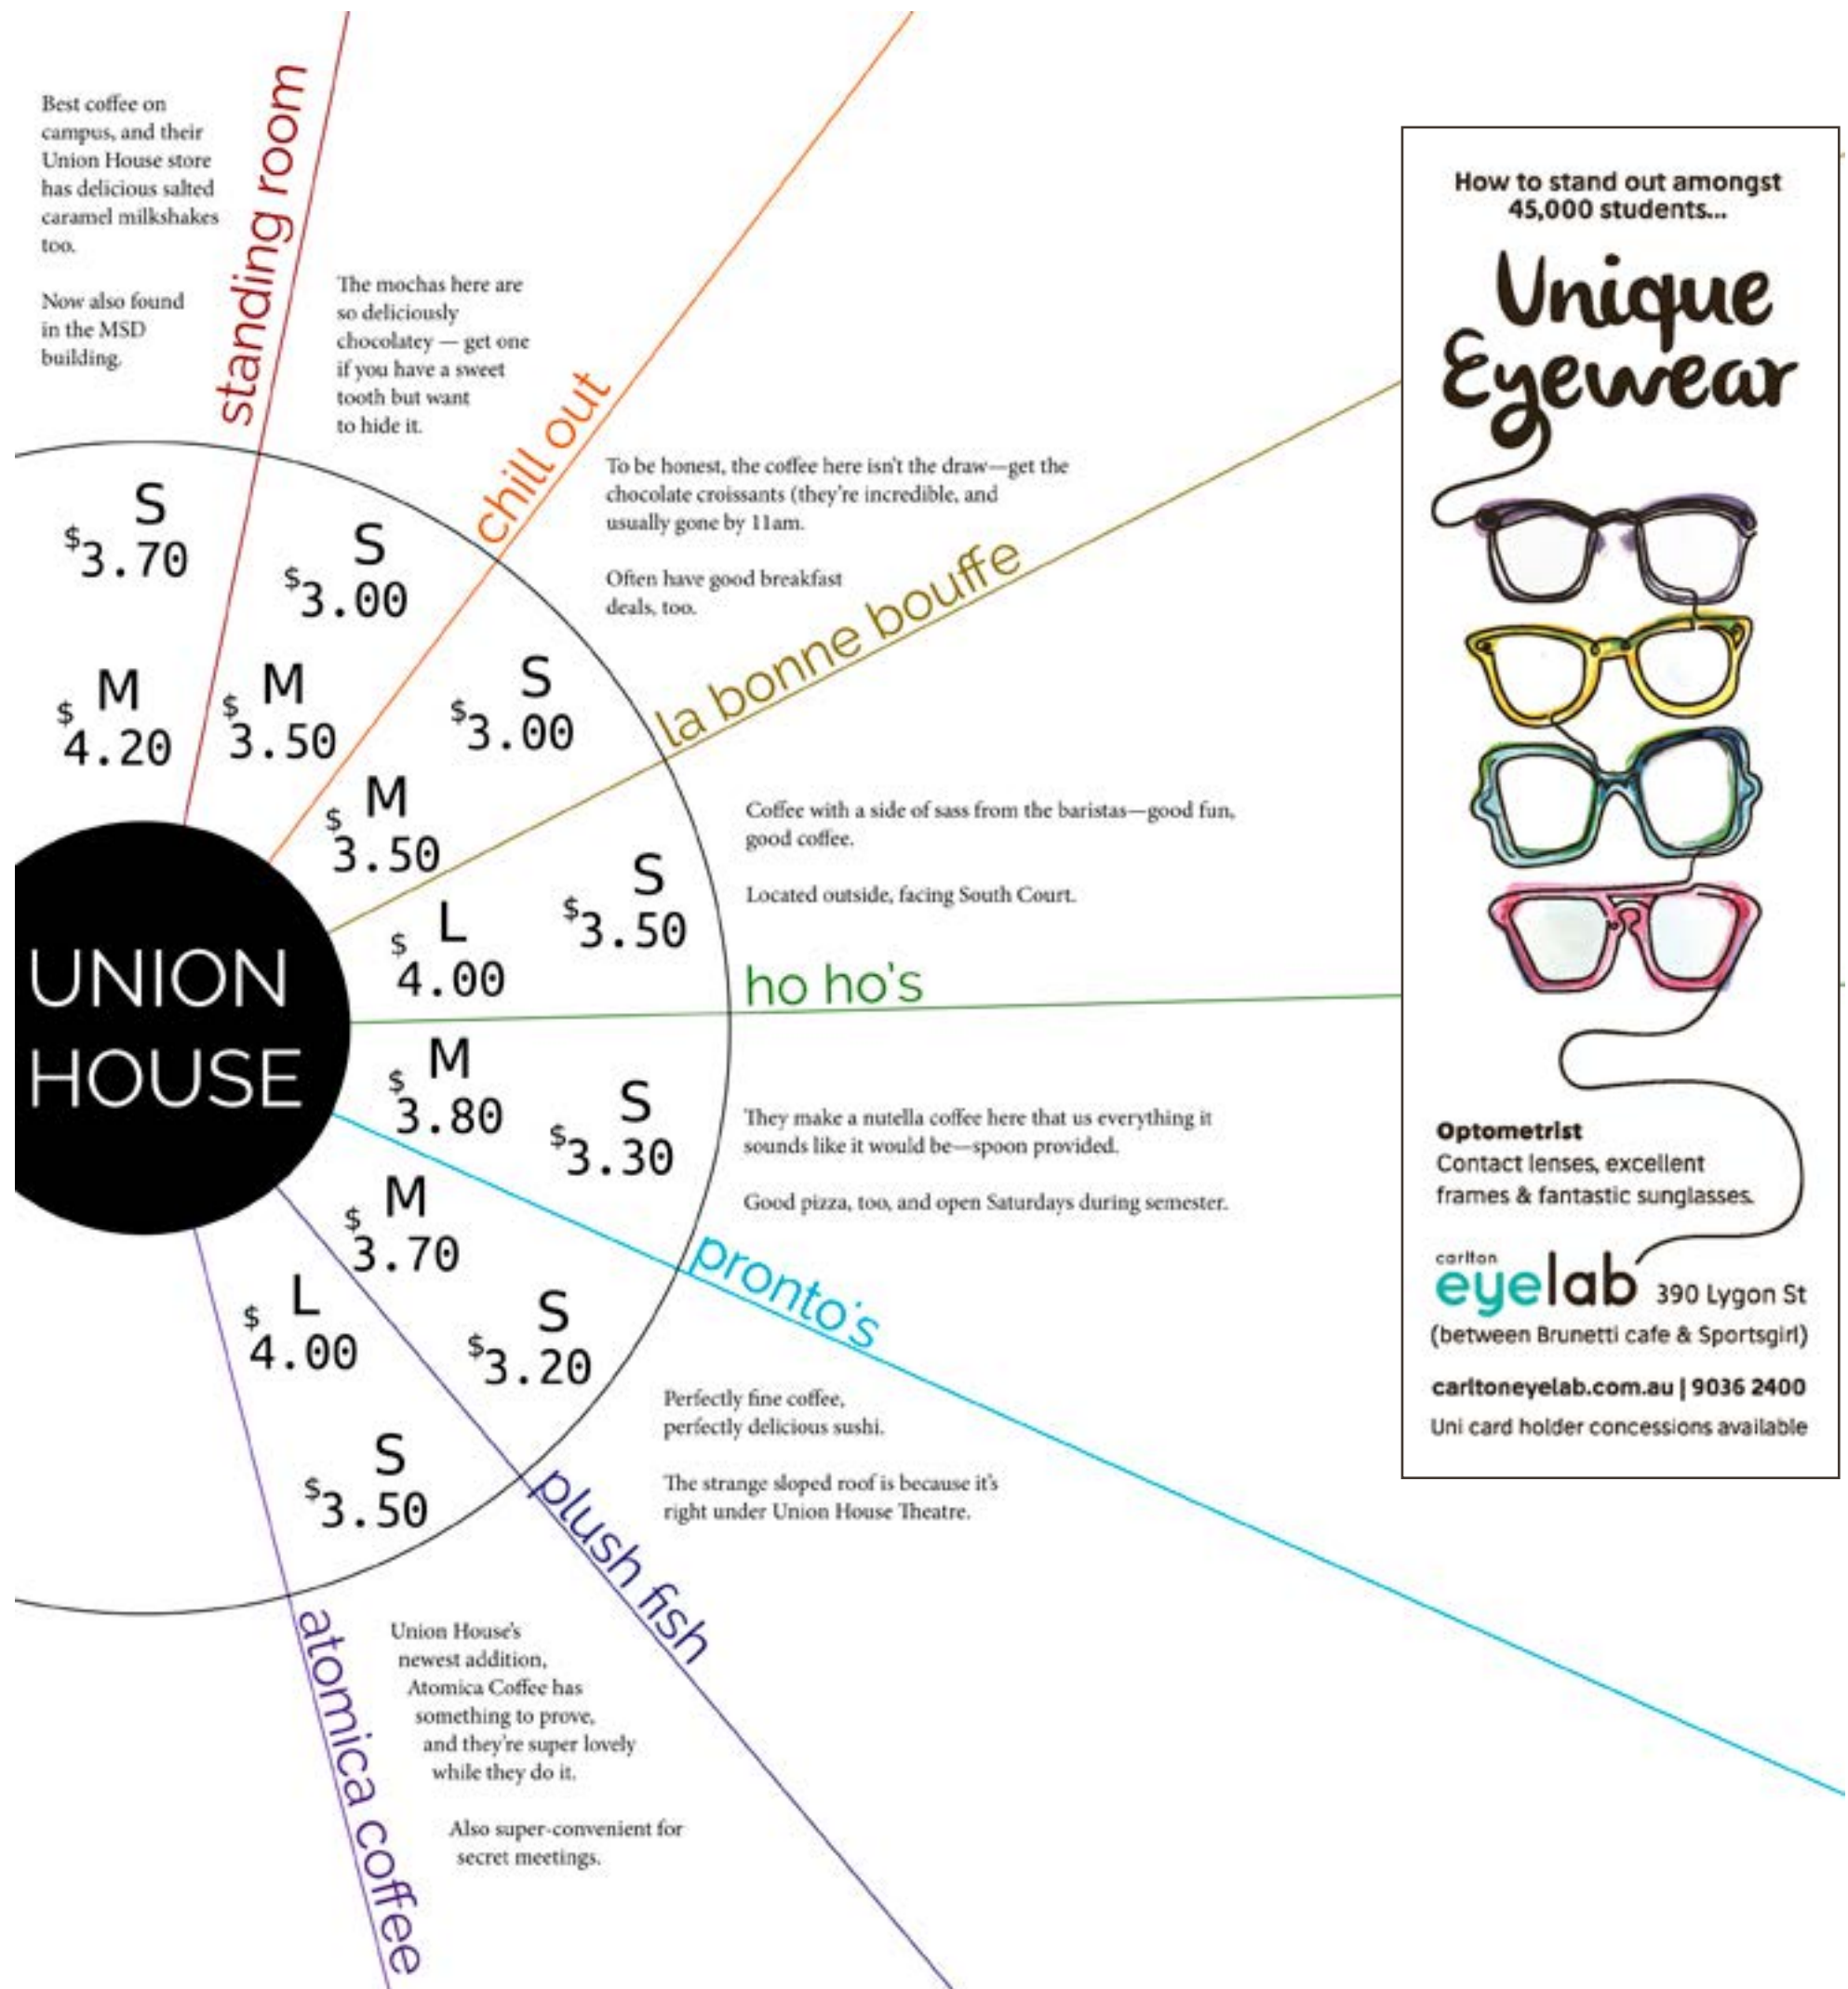 Best coffee on
campus, and their
Union House store
has delicious salted
caramel milkshakes
too.
Now also found
in the MSD
building.
standing room
S
$3.70
M
$4.20
The mochas here are
so deliciously
chocolatey — get one
if you have a sweet
tooth but want
to hide it.
chill out
S
$3.00
M
$3.50
To be honest, the coffee here isn't the draw—get the
chocolate croissants (they're incredible, and
usually gone by 11am.
Often have good breakfast
deals, too.
la bonne bouffe
S
$3.00
M
$3.50
Coffee with a side of sass from the baristas—good fun,
good coffee.
Located outside, facing South Court.
ho ho's
S
$3.50
L
$4.00
UNION
HOUSE
They make a nutella coffee here that us everything it
sounds like it would be—spoon provided.
Good pizza, too, and open Saturdays during semester.
pronto's
M
$3.80
S
$3.30
Perfectly fine coffee,
perfectly delicious sushi.
The strange sloped roof is because it's
right under Union House Theatre.
plush fish
M
$3.70
S
$3.20
Union House's
newest addition,
Atomica Coffee has
something to prove,
and they're super lovely
while they do it.
Also super-convenient for
secret meetings.
atomica coffee
L
$4.00
S
$3.50
How to stand out amongst
45,000 students...
Unique
Eyewear
Optometrist
Contact lenses, excellent
frames & fantastic sunglasses.
carlton
eyelab 390 Lygon St
(between Brunetti cafe & Sportsgirl)
carltoneyelab.com.au | 9036 2400
Uni card holder concessions available